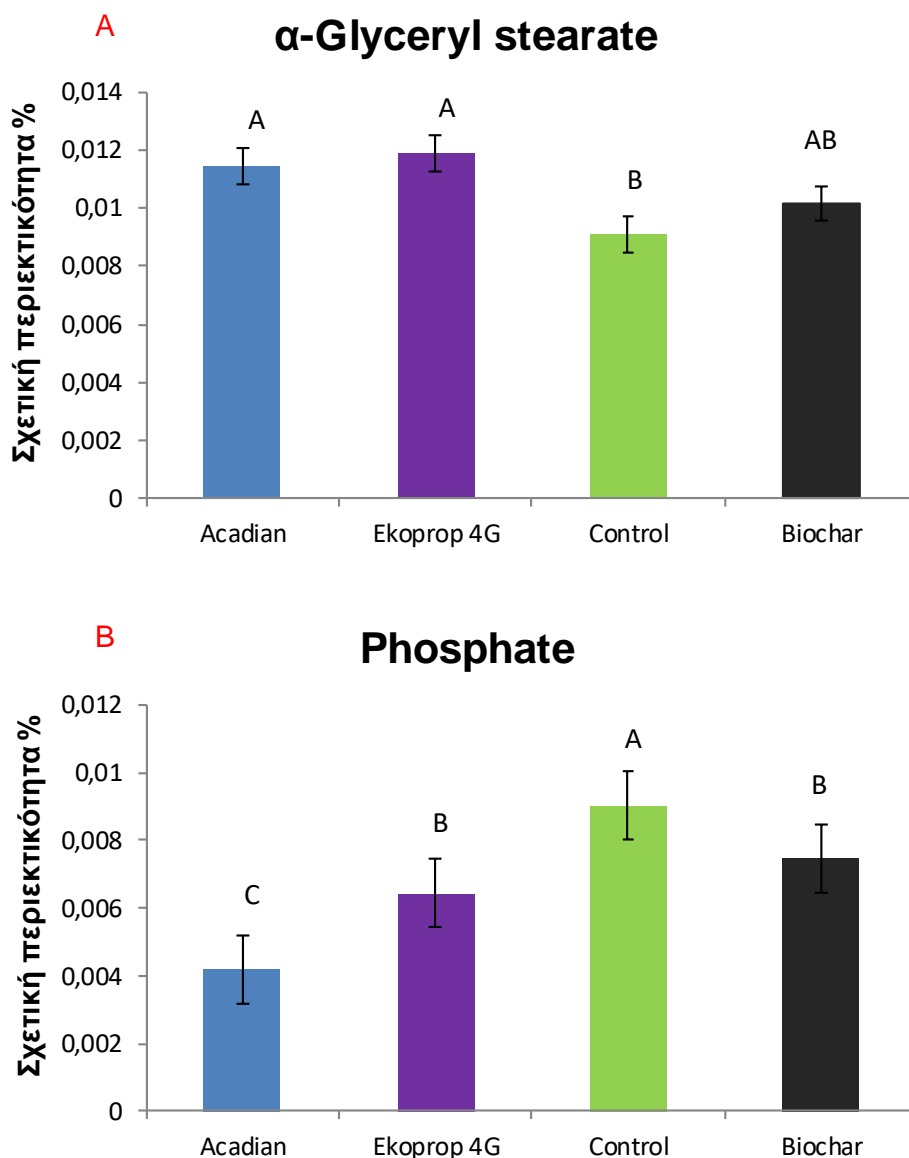 A
α-Glyceryl stearate
Σχετική περιεκτικότητα %
0,014
0,012
0,01
0,008
0,006
0,004
0,002
0
A
A
B
AB
Acadian
Ekoprop 4G
Control
Biochar
B
Phosphate
Σχετική περιεκτικότητα %
0,012
0,01
0,008
0,006
0,004
0,002
0
C
B
A
B
Acadian
Ekoprop 4G
Control
Biochar